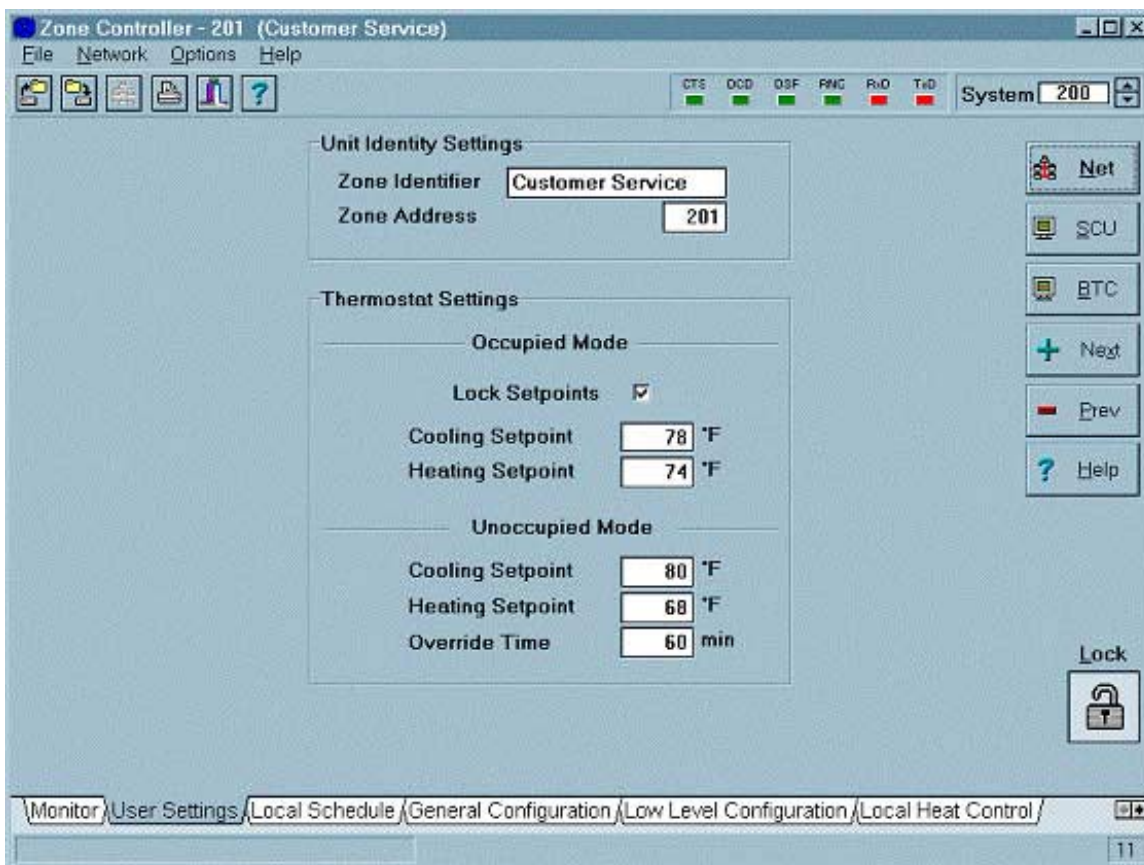 Zone Controller - 201 (Customer Service)
File Network Options Help
CTS DCD DSF RNG RxD TxD System 200
Unit Identity Settings
Zone Identifier Customer Service
Zone Address 201
Thermostat Settings
Occupied Mode
Lock Setpoints
Cooling Setpoint 78 °F
Heating Setpoint 74 °F
Unoccupied Mode
Cooling Setpoint 80 °F
Heating Setpoint 68 °F
Override Time 60 min
Net
SCU
BTC
Next
Prev
? Help
Lock
Monitor User Settings Local Schedule General Configuration Low Level Configuration Local Heat Control
11